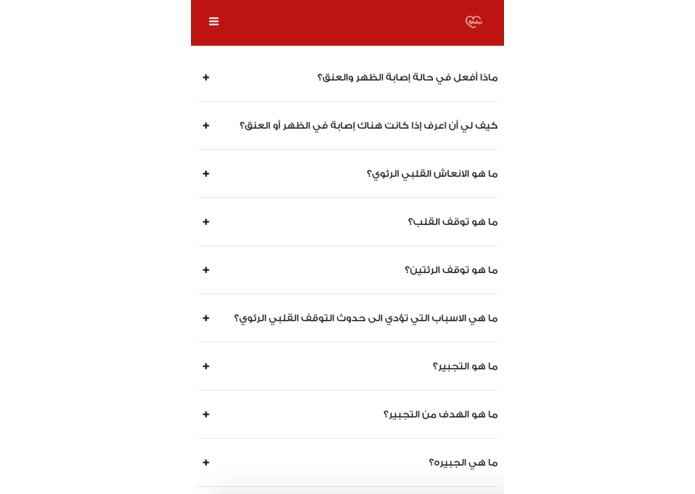 ماذا أفعل في حالة إصابة الظهر والعنق؟
كيف لي أن اعرف إذا كانت هناك إصابة في الظهر أو العنق؟
ما هو الانعاش القلبي الرئوي؟
ما هو توقف القلب؟
ما هو توقف الرئتين؟
ما هي الاسباب التي تؤدي الى حدوث التوقف القلبي الرئوي؟
ما هو التجبير؟
ما هو الهدف من التجبير؟
ما هي الجبيره؟